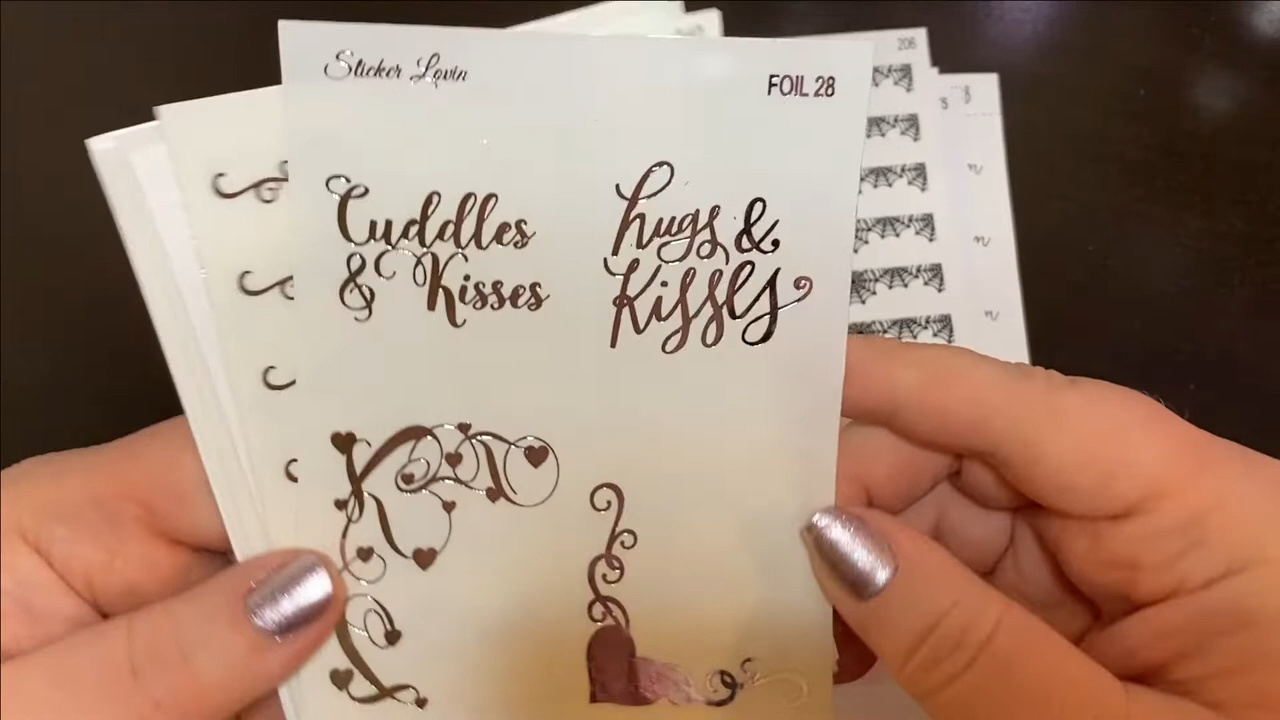 Sticker Lovin
FOIL 28
206
Cuddles
& Kisses
hugs &
Kisses